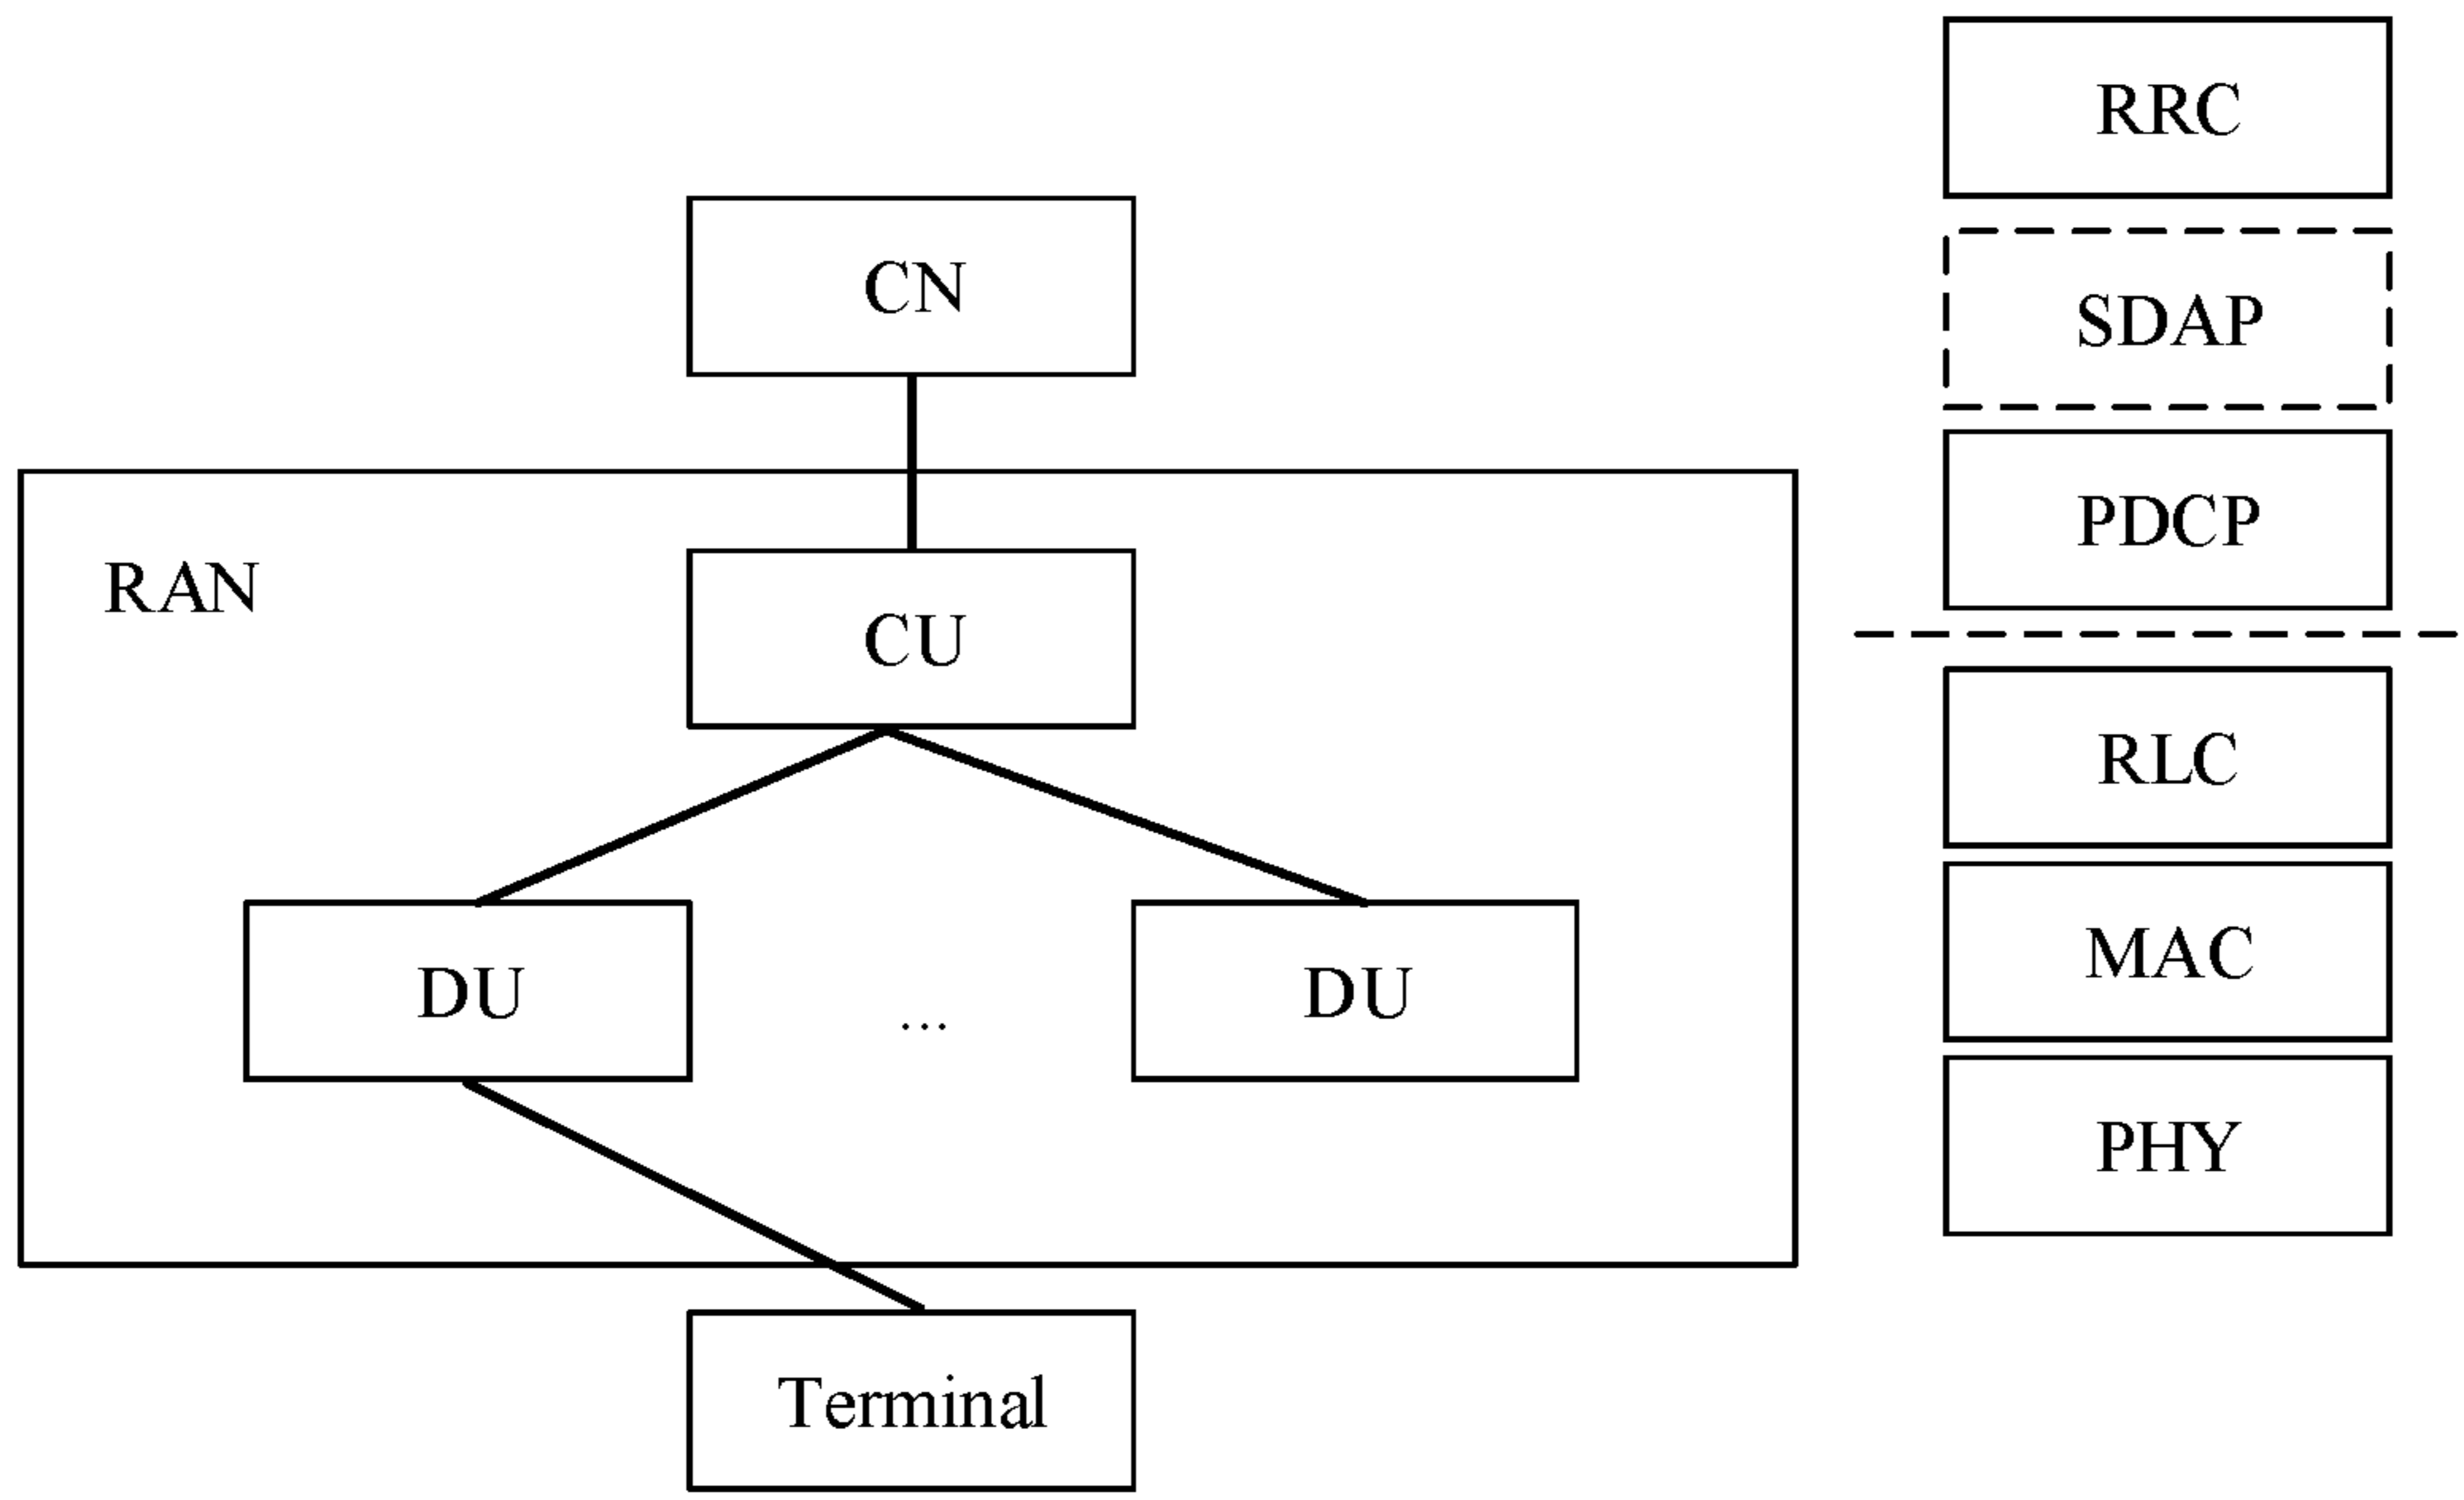 CN
RAN
CU
DU
...
DU
Terminal
RRC
SDAP
PDCP
RLC
MAC
PHY